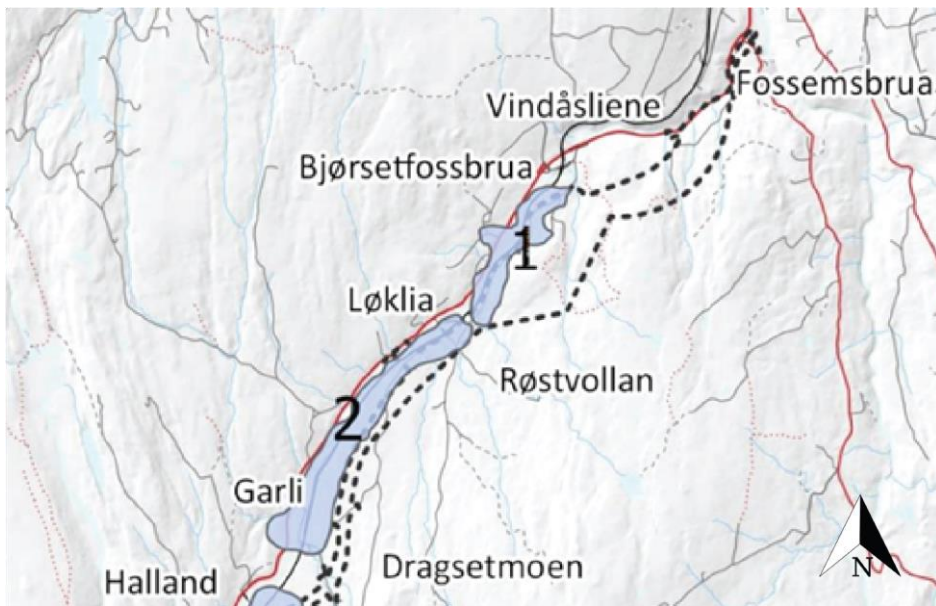 Fossemsbrua
Vindåsliene
Bjørsetfossbrua
1
Løklia
Røstvollan
2
Garli
Dragsetmoen
Halland
N